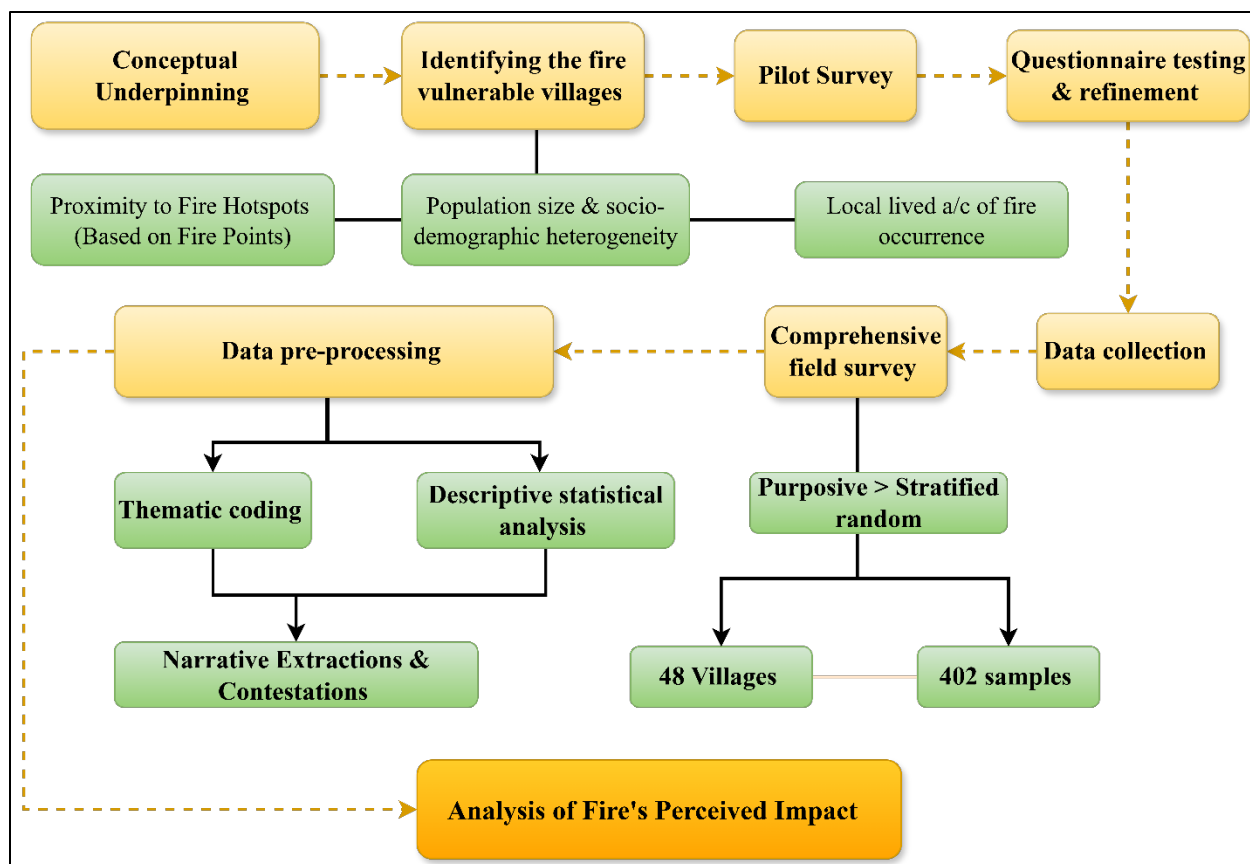 Conceptual
Underpinning
Identifying the fire
vulnerable villages
Pilot Survey
Questionnaire testing
& refinement
Proximity to Fire Hotspots
(Based on Fire Points)
Population size & socio-
demographic heterogeneity
Local lived a/c of fire
occurrence
Data pre-processing
Comprehensive
field survey
Data collection
Thematic coding
Descriptive statistical
analysis
Purposive > Stratified
random
Narrative Extractions &
Contestations
48 Villages
402 samples
Analysis of Fire's Perceived Impact